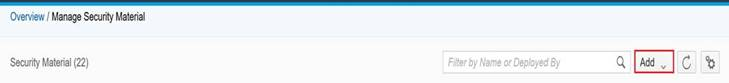 Overview / Manage Security Material
Security Material (22)
Filter by Name or Deployed By
Add